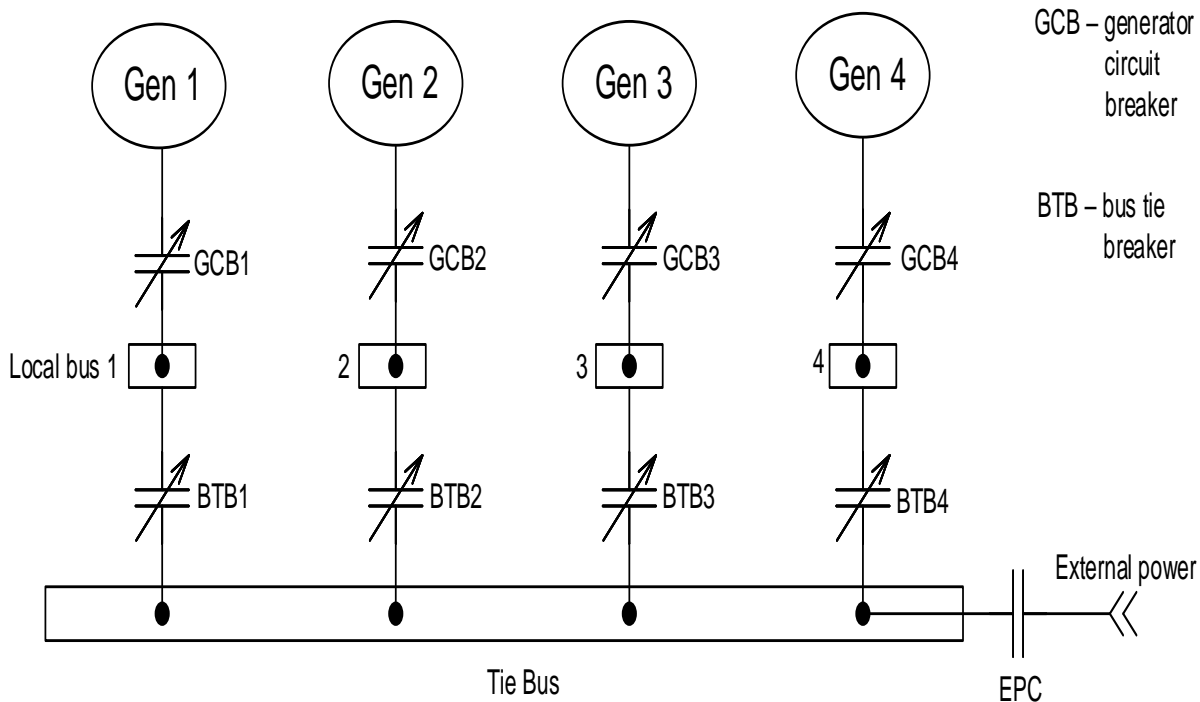 Gen 1
Gen 2
Gen 3
Gen 4
GCB – generator
circuit
breaker
BTB – bus tie
breaker
GCB1
GCB2
GCB3
GCB4
Local bus 1
2
3
4
BTB1
BTB2
BTB3
BTB4
External power
Tie Bus
EPC